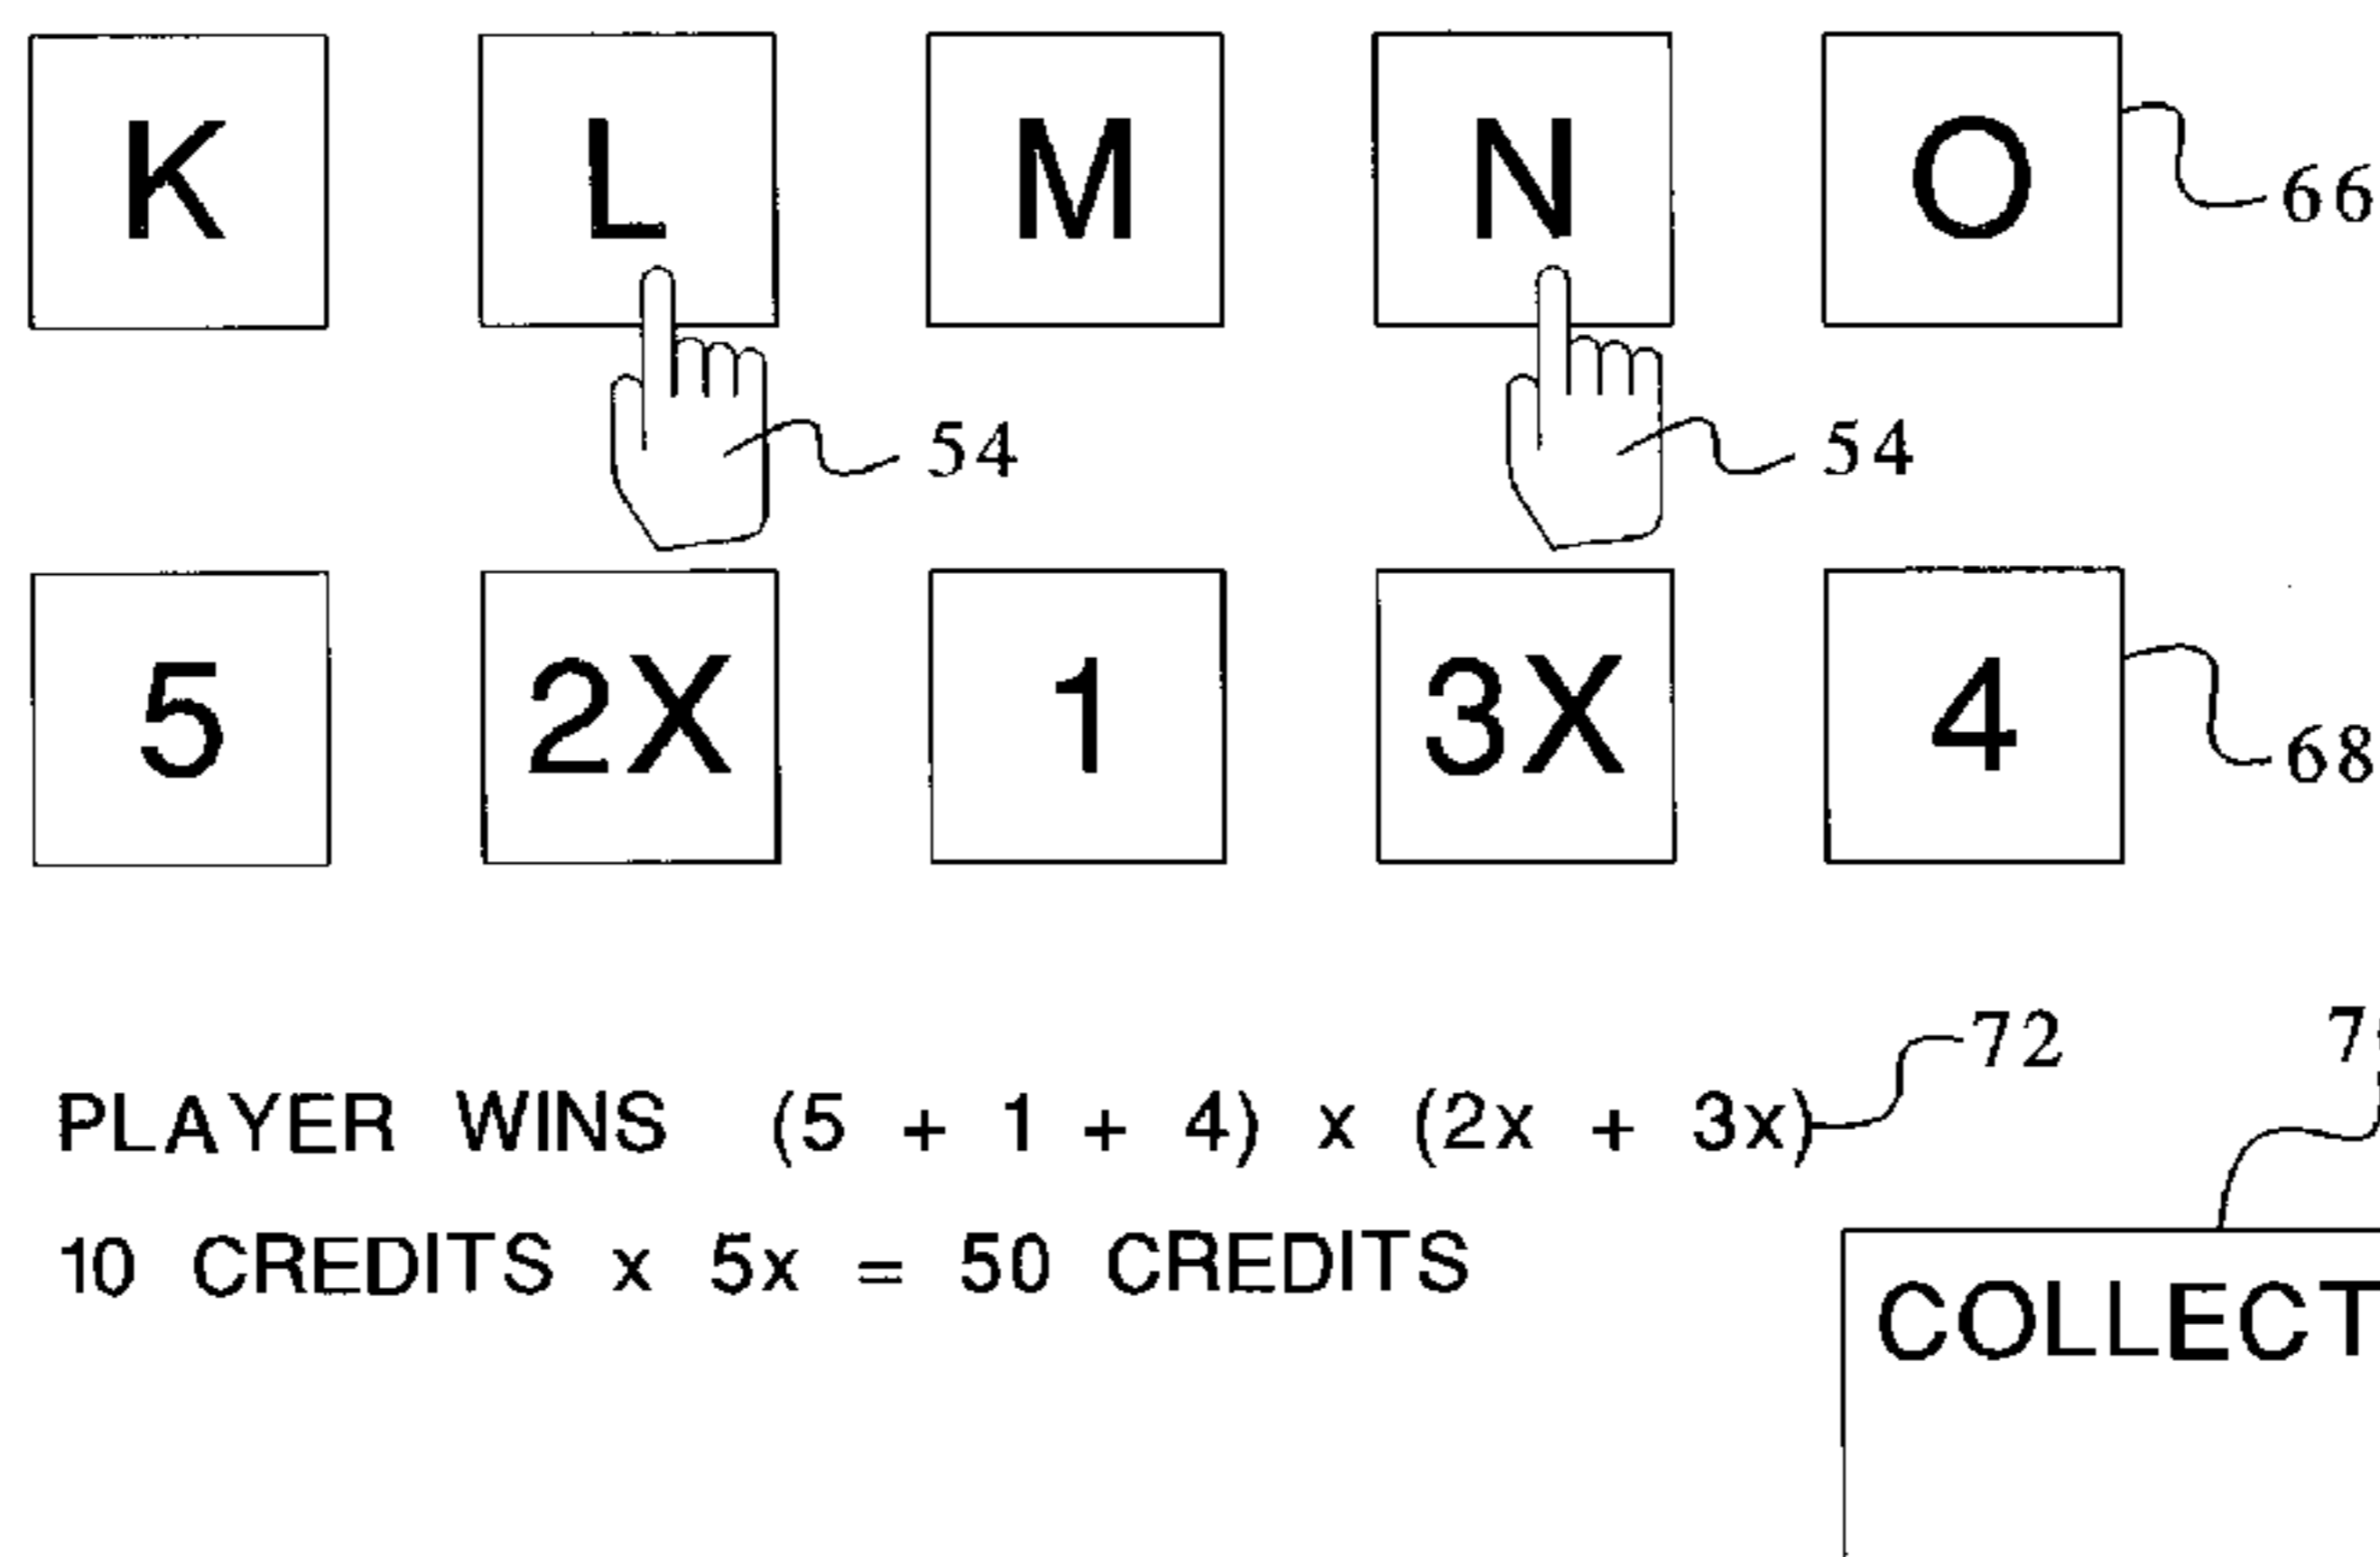 K L M N O 66
54 54
5 2X 1 3X 4 68
72
PLAYER WINS (5 + 1 + 4) x (2x + 3x)
10 CREDITS x 5x = 50 CREDITS
COLLECT